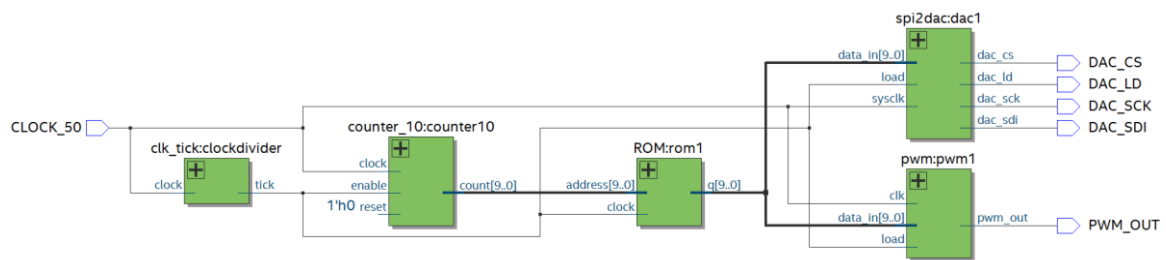 spi2dac:dac1
data_in[9..0]
load
sysclk
dac_cs
dac_ld
dac_sck
dac_sdi
DAC_CS
DAC_LD
DAC_SCK
DAC_SDI
CLOCK_50
clk_tick:clockdivider
clock
tick
counter_10:counter10
clock
enable
1'h0 reset
count[9..0]
ROM:rom1
address[9..0]
clock
q[9..0]
pwm:pwm1
clk
data_in[9..0]
load
pwm_out
PWM_OUT